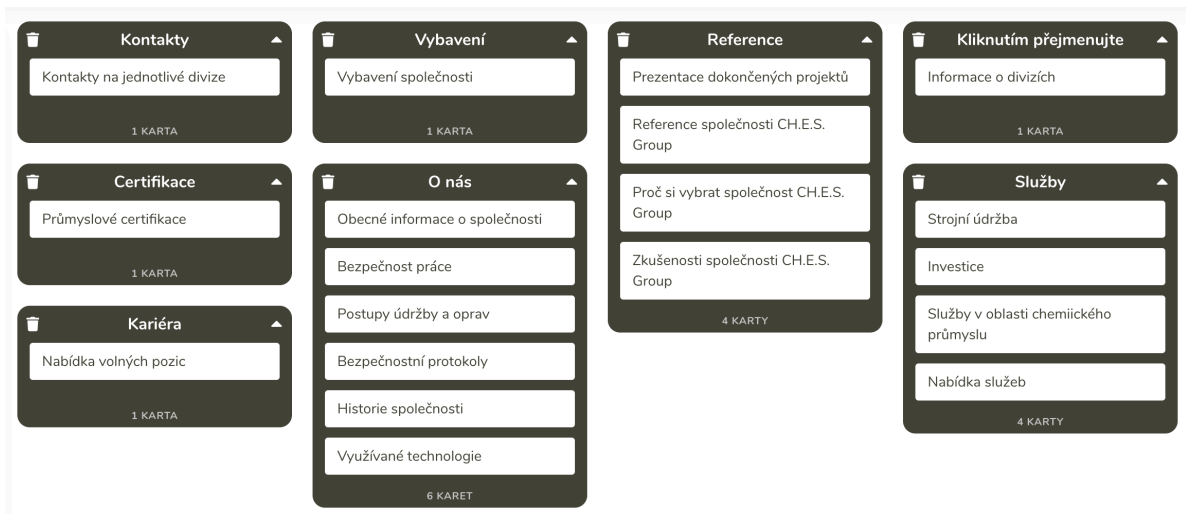 Kontakty
Kontakty na jednotlivé divize
1 KARTA
Certifikace
Průmyslové certifikace
1 KARTA
Kariéra
Nabídka volných pozic
1 KARTA
Vybavení
Vybavení společnosti
1 KARTA
O nás
Obecné informace o společnosti
Bezpečnost práce
Postupy údržby a oprav
Bezpečnostní protokoly
Historie společnosti
Využívané technologie
6 KARET
Reference
Prezentace dokončených projektů
Reference společnosti CH.E.S.
Group
Proč si vybrat společnost CH.E.S.
Group
Zkušenosti společnosti CH.E.S.
Group
4 KARTY
Kliknutím přejmenujte
Informace o divizích
1 KARTA
Služby
Strojní údržba
Investice
Služby v oblasti chemiického
průmyslu
Nabídka služeb
4 KARTY